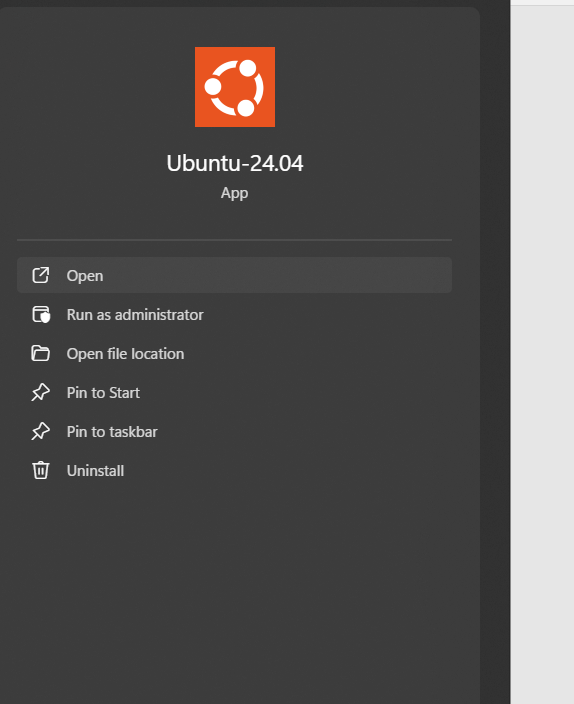 Ubuntu-24.04
App
Open
Run as administrator
Open file location
Pin to Start
Pin to taskbar
Uninstall